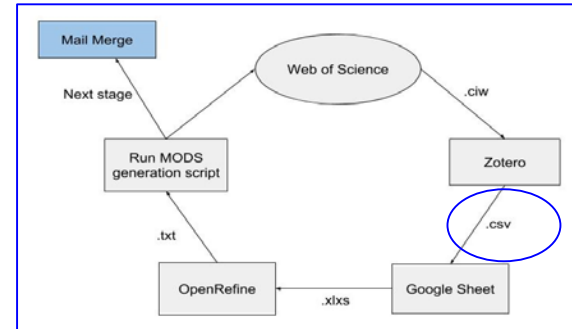 Mail Merge
Web of Science
Next stage
.ciw
Run MODS
generation script
Zotero
.txt
.csv
OpenRefine
.xlxs
Google Sheet